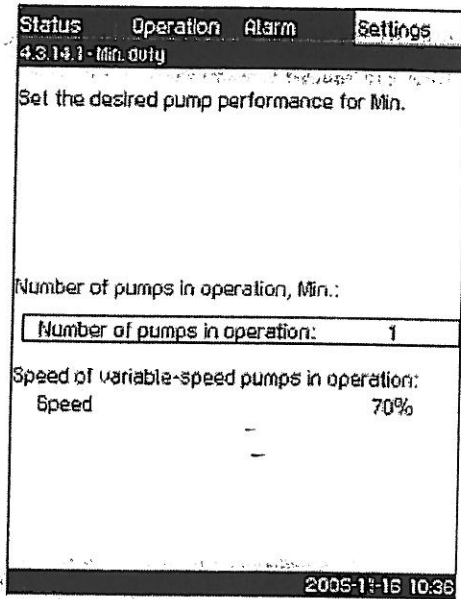 Status Operation Alarm Settings
4.3.14.1 - Min. duty
Set the desired pump performance for Min.
Number of pumps in operation, Min.:
Number of pumps in operation: 1
Speed of variable-speed pumps in operation:
Speed 70%
10:36